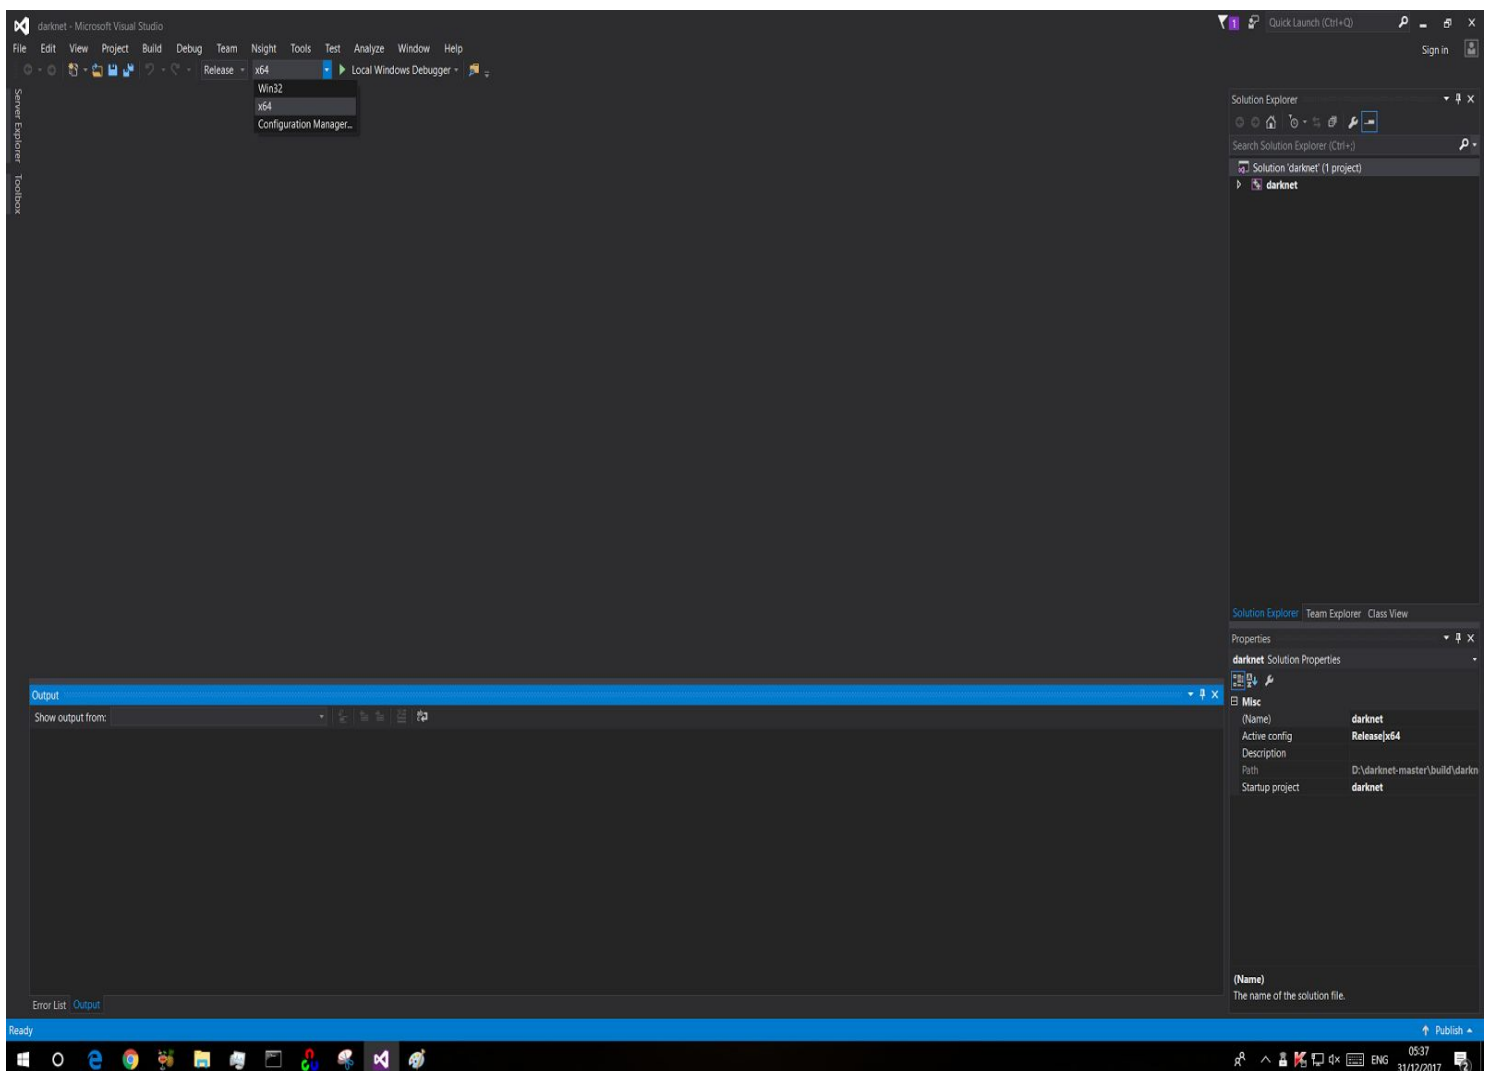 darknet - Microsoft Visual Studio
1
Quick Launch (Ctrl+Q)
File Edit View Project Build Debug Team Nsight Tools Test Analyze Window Help
Sign in
Release x64 Local Windows Debugger
Win32
x64
Configuration Manager...
Server Explorer
Toolbox
Solution Explorer
Search Solution Explorer (Ctrl+;)
Solution 'darknet' (1 project)
darknet
Solution Explorer Team Explorer Class View
Properties
darknet Solution Properties
Misc
(Name) darknet
Active config Release|x64
Description
Path D:\darknet-master\build\darkn
Startup project darknet
(Name)
The name of the solution file.
Output
Show output from:
Error List Output
Ready
Publish
ENG
05:37
31/12/2017
2